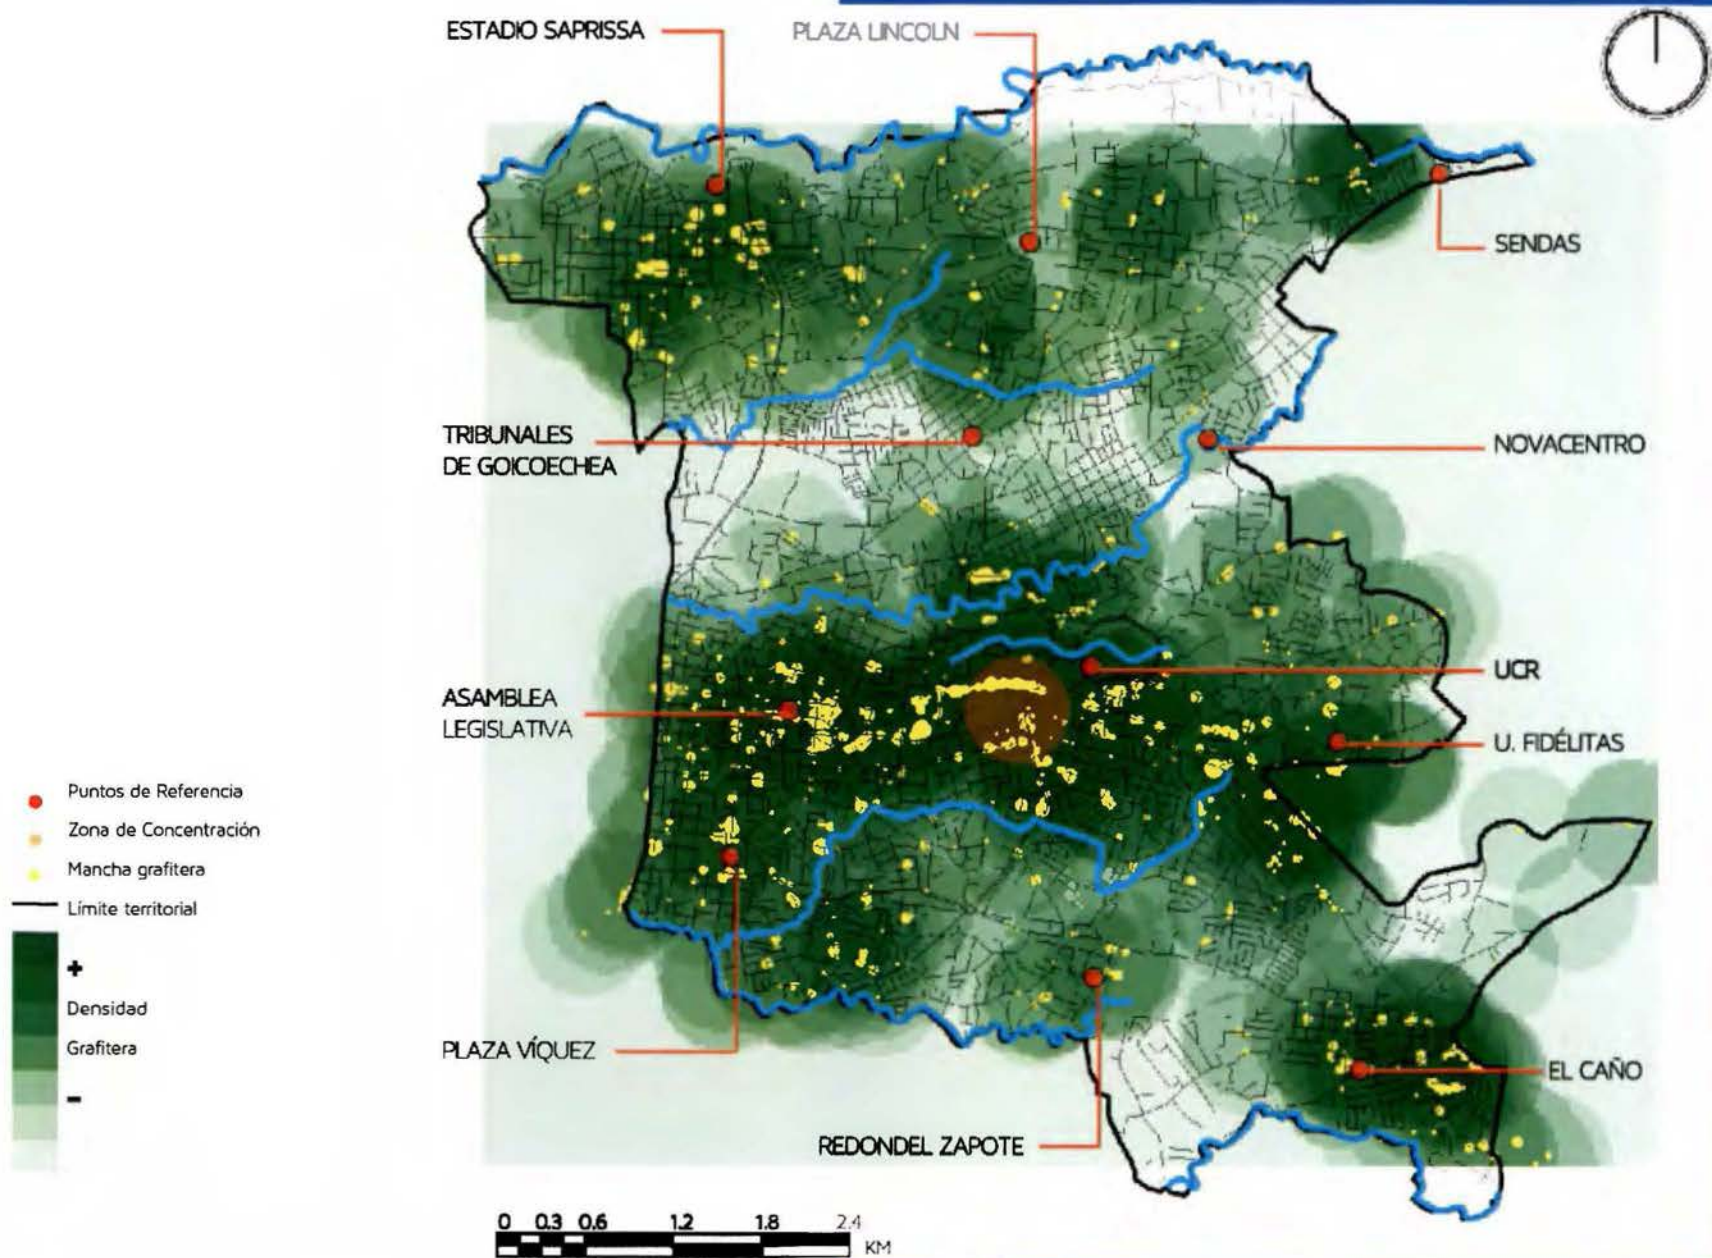 ESTADIO SAPRISSA
PLAZA LINCOLN
SENDAS
TRIBUNALES
DE GOICOECHEA
NOVACENTRO
ASAMBLEA
LEGISLATIVA
UCR
U. FIDÉLITAS
Puntos de Referencia
Zona de Concentración
Mancha grafitera
Límite territorial
+
Densidad
Grafitera
-
PLAZA VÍQUEZ
EL CAÑO
REDONDEL ZAPOTE
0 0.3 0.6 1.2 1.8 2.4
KM